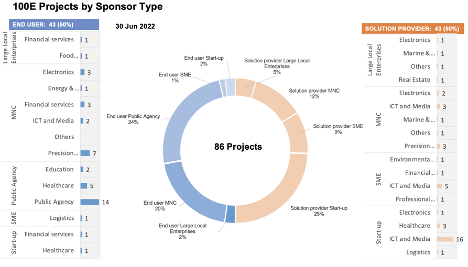 100E Projects by Sponsor Type
30 Jun 2022
END USER: 43 (50%)
Large Local
Enterprises
Financial services 1
Food... 1
MNC
Electronics 3
Energy &... 1
Financial services 3
ICT and Media 2
Others
Precision... 7
Public Agency
Education 2
Healthcare 5
Public Agency 14
SME
Logistics 1
Start-up
Financial services 1
Healthcare 1
End user Start-up
2%
Solution provider Large Local
Enterprises
5%
End user SME
1%
Solution provider MNC
12%
End user Public Agency
24%
Solution provider SME
9%
86 Projects
End user MNC
20%
Solution provider Start-up
25%
End user Large Local
Enterprises
2%
SOLUTION PROVIDER: 43 (50%)
Large Local
Enterprises
Electronics 1
Marine &... 1
Others 1
Real Estate 1
MNC
Electronics 2
ICT and Media 3
Marine &... 1
Others 1
Precision... 3
SME
Environmenta... 1
Financial... 1
ICT and Media 5
Professional... 1
Start-up
Electronics 1
Healthcare 3
ICT and Media 16
Logistics 1